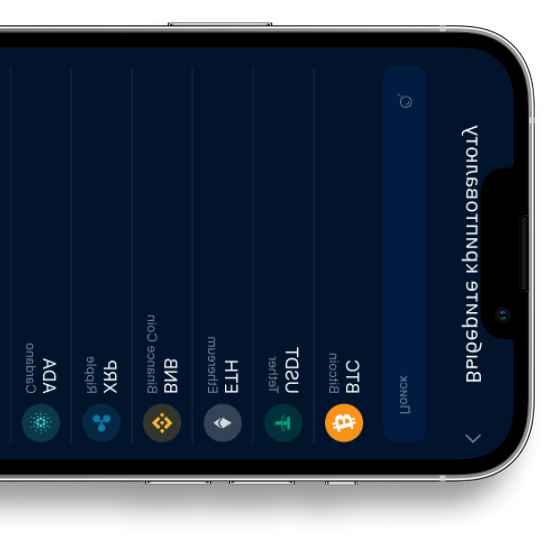 Выберите криптовалюту
Поиск
BTC
Bitcoin
USDT
Tether
ETH
Ethereum
BNB
Binance Coin
XRP
Ripple
ADA
Cardano